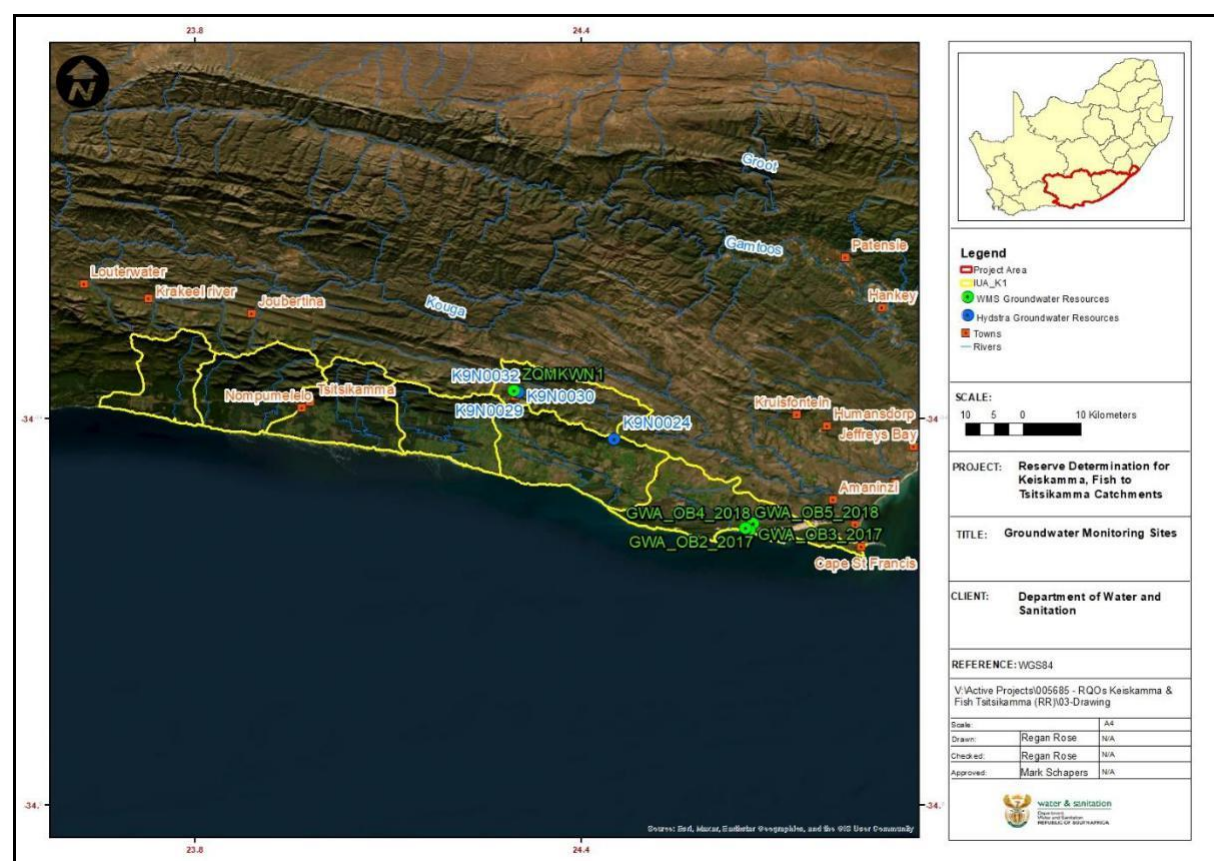 23.8
24.4
N
Groot
Gamtoos
Patensie
Louterwater
Krakeel river
Joubertina
Kouga
Hankey
K9N0032
ZQMKWN1
Nompumelelo
Tsitsikamma
K9N0030
K9N0029
Kruisfontein
Humansdorp
K9N0024
Jeffreys Bay
-34
Amaninzi
GWA_OB4_2018
GWA_OB5_2018
GWA_OB2_2017
GWA_OB3_2017
Cape St Francis
-34.
-34.
Source: Esri, Maxar, Earthstar Geographics, and the GIS User Community
23.8
24.4
Legend
Project Area
IUA_K1
WMS Groundwater Resources
Hydstra Groundwater Resources
Towns
Rivers
SCALE:
10 5 0 10 Kilometers
PROJECT: Reserve Determination for
Keiskamma, Fish to
Tsitsikamma Catchments
TITLE: Groundwater Monitoring Sites
CLIENT: Department of Water and
Sanitation
REFERENCE: WGS84
V:\Active Projects\005685 - RQOs Keiskamma &
Fish Tsitsikamma (RR)\03-Drawing
Scale: A4
Drawn: Regan Rose N/A
Checked: Regan Rose N/A
Approved: Mark Schapers N/A
water & sanitation
Department:
Water and Sanitation
REPUBLIC OF SOUTH AFRICA